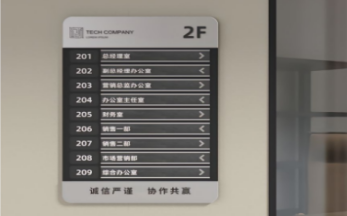 TECH COMPANY
2F
201 总经理室 >
202 副总经理办公室 <
203 营销总监办公室 >
204 办公室主任室 <
205 财务室 >
206 销售一部 <
207 销售二部 >
208 市场营销部 <
209 综合办公室 >
诚信严谨 协作共赢